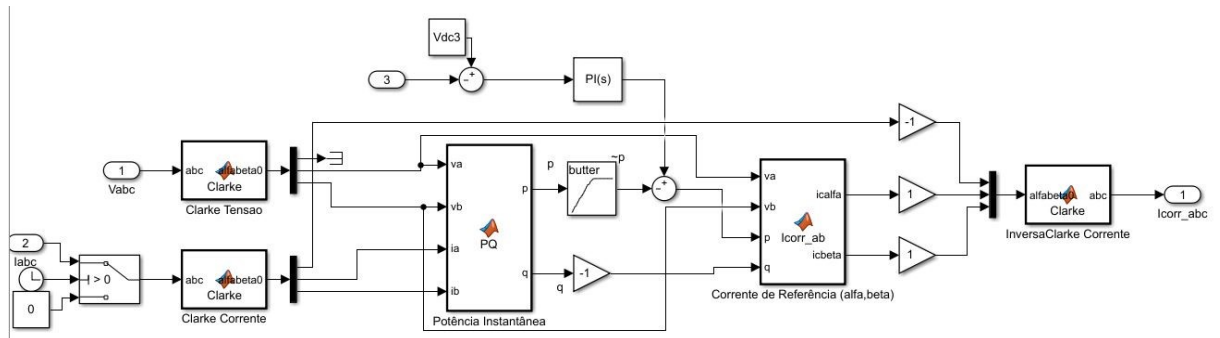 Vdc3
3
PI(s)
-1
1
Vabc
abc
alfabeta0
Clarke
Clarke Tensao
va
vb
ia
ib
p
q
PQ
Potência Instantânea
p
butter
~p
-1
q
va
vb
p
q
icalfa
icbeta
Icorr_ab
Corrente de Referência (alfa,beta)
1
1
alfabeta0
abc
Clarke
InversaClarke Corrente
1
Icorr_abc
2
Iabc
> 0
0
abc
alfabeta0
Clarke
Clarke Corrente